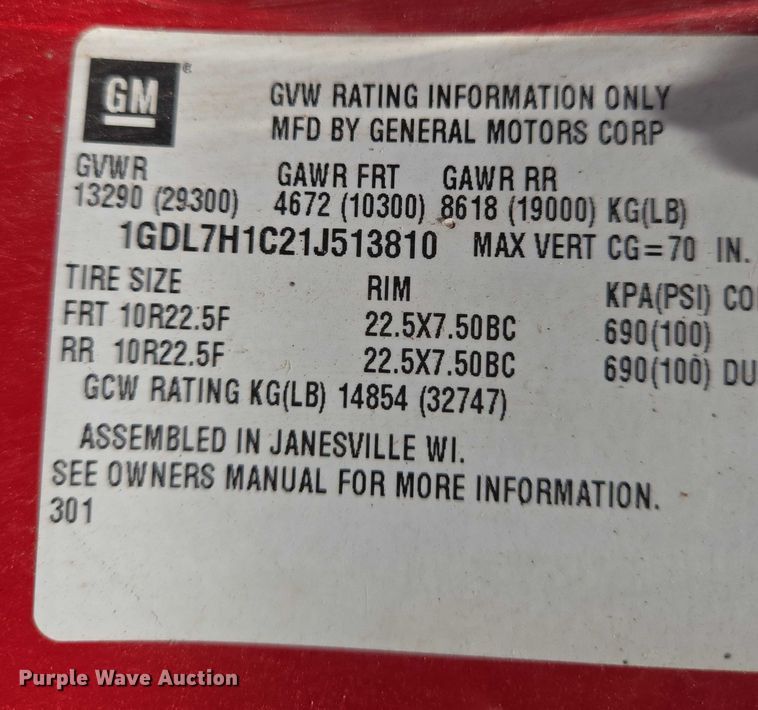 GM ®
GVW RATING INFORMATION ONLY
MFD BY GENERAL MOTORS CORP
GVWR GAWR FRT GAWR RR
13290 (29300) 4672 (10300) 8618 (19000) KG(LB)
1GDL7H1C21J513810 MAX VERT CG=70 IN.
TIRE SIZE RIM KPA(PSI) CO
FRT 10R22.5F 22.5X7.50BC 690(100)
RR 10R22.5F 22.5X7.50BC 690(100) DU
GCW RATING KG(LB) 14854 (32747)
ASSEMBLED IN JANESVILLE WI.
SEE OWNERS MANUAL FOR MORE INFORMATION.
301
Purple Wave Auction